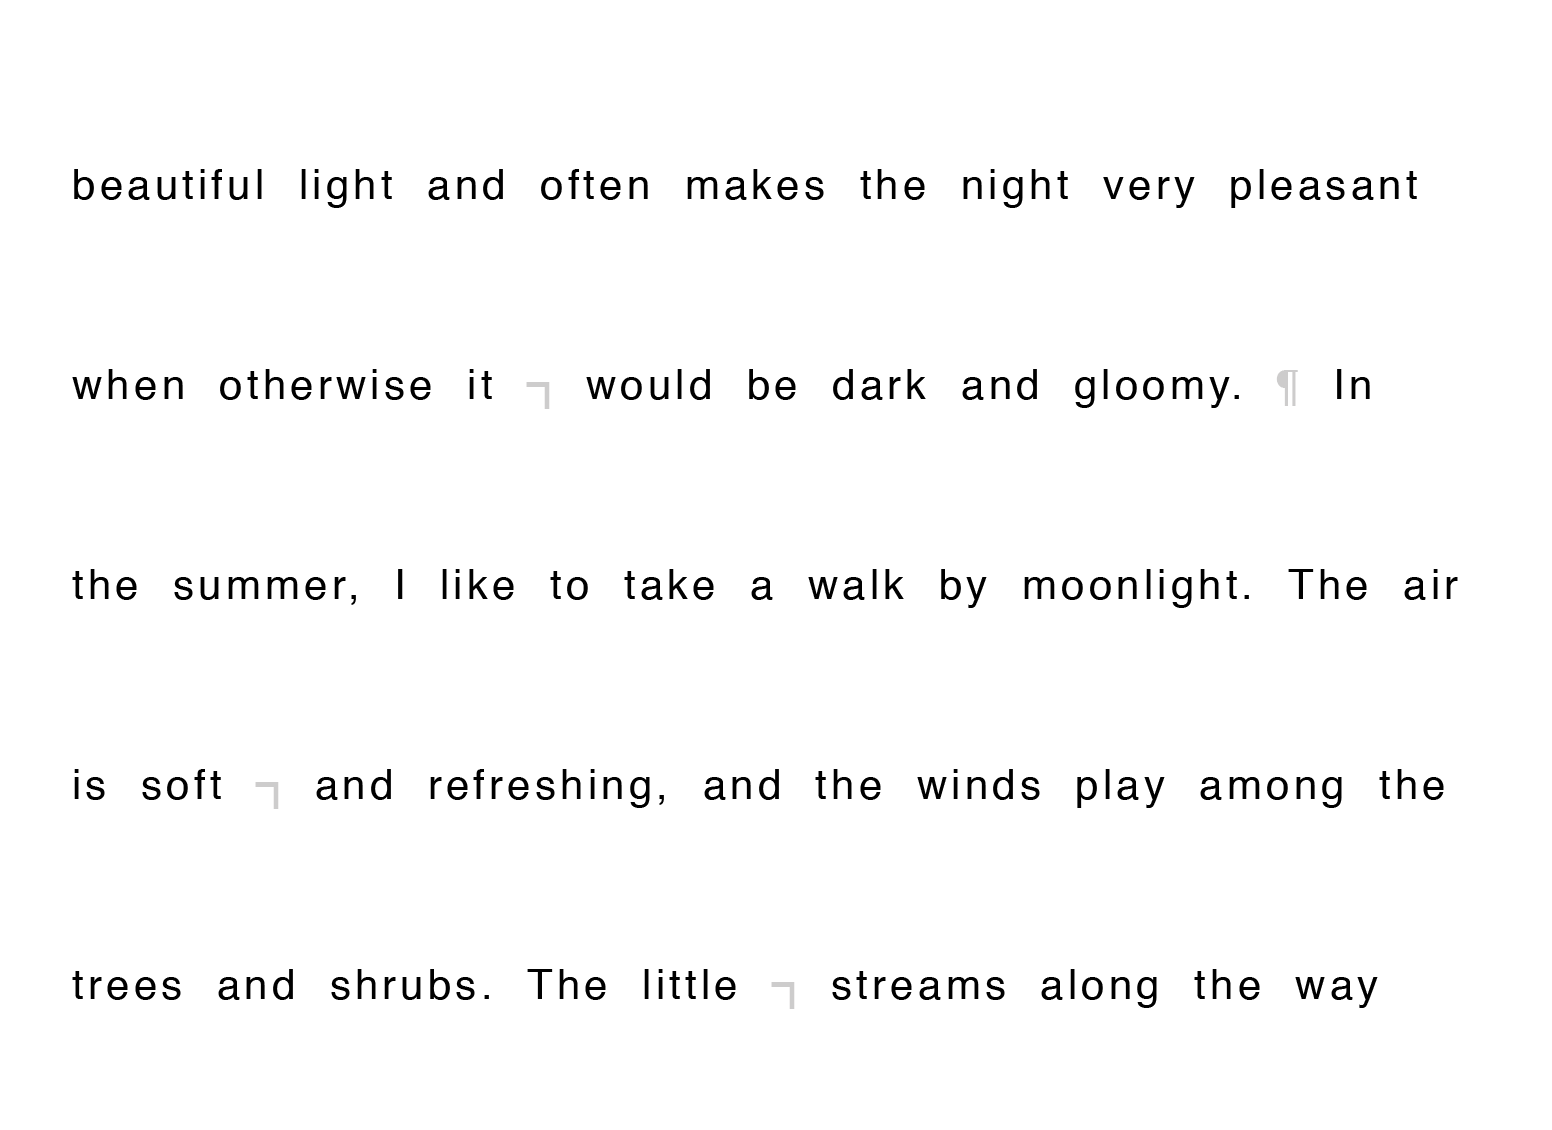 beautiful light and often makes the night very pleasant
when otherwise it ¬ would be dark and gloomy. ¶ In
the summer, I like to take a walk by moonlight. The air
is soft ¬ and refreshing, and the winds play among the
trees and shrubs. The little ¬ streams along the way